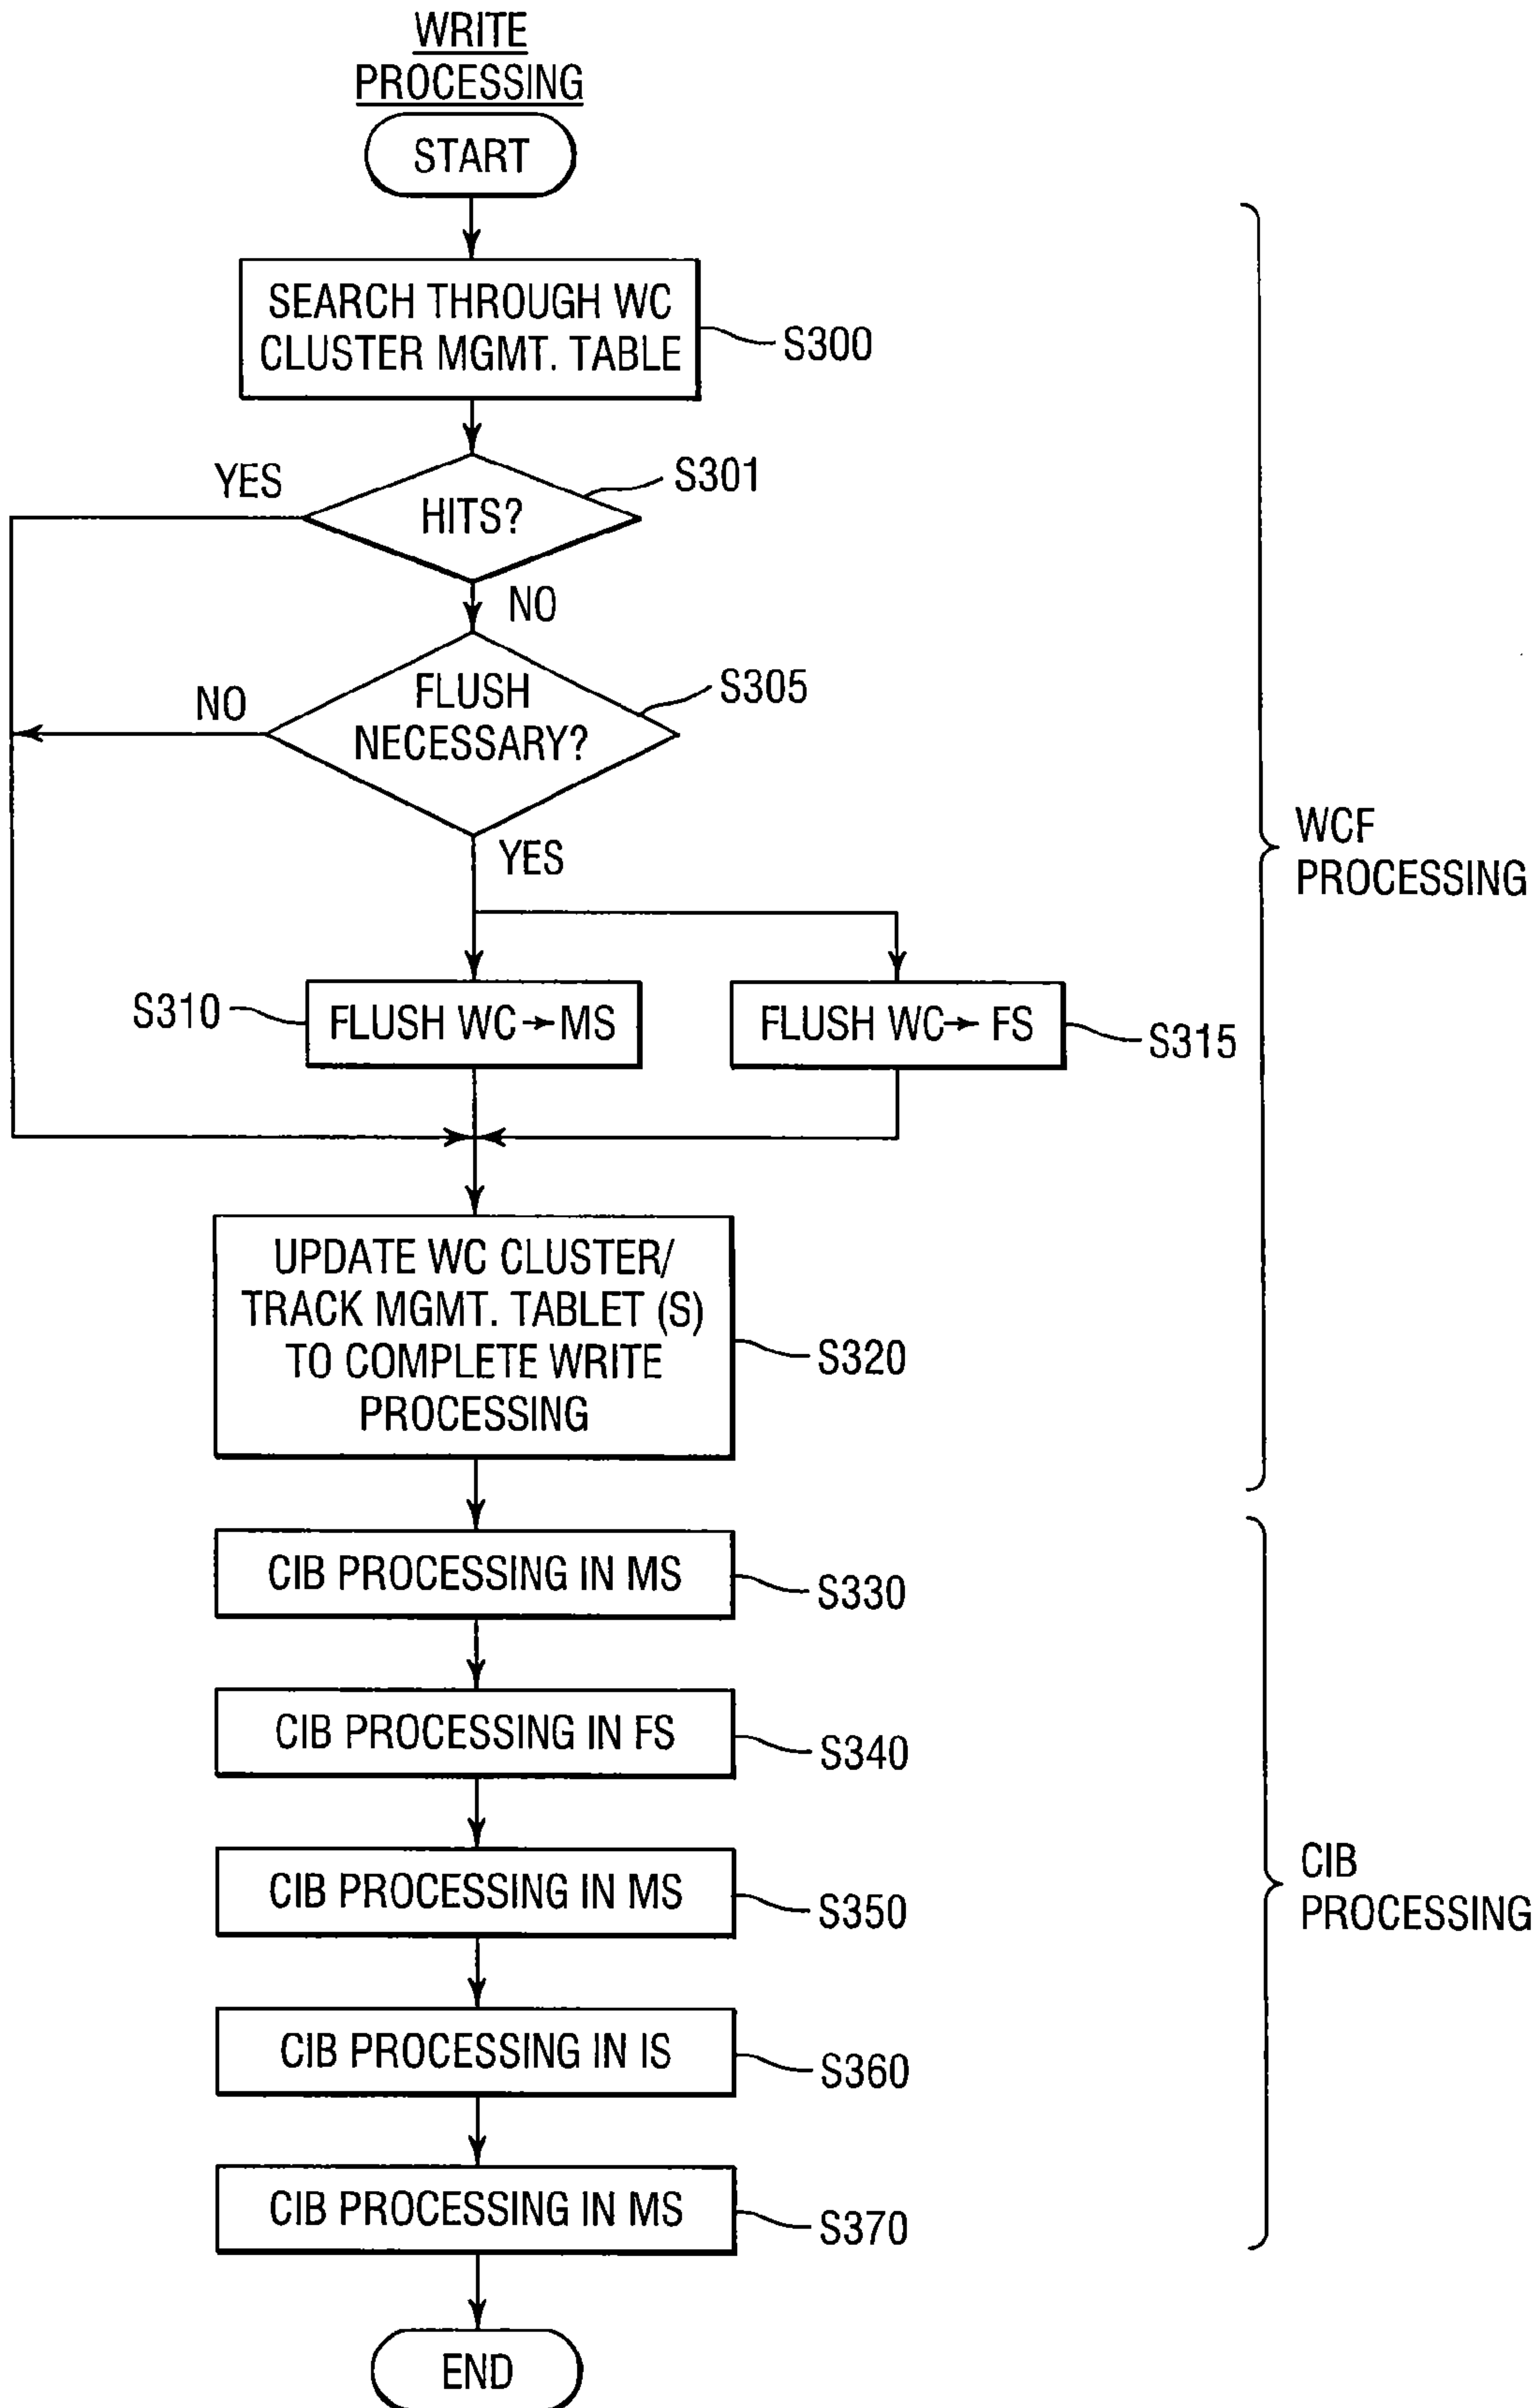 WRITE
PROCESSING
START
SEARCH THROUGH WC
CLUSTER MGMT. TABLE
S300
YES
HITS?
S301
NO
NO
FLUSH
NECESSARY?
S305
YES
WCF
PROCESSING
S310
FLUSH WC→MS
FLUSH WC→FS
S315
UPDATE WC CLUSTER/
TRACK MGMT. TABLET (S)
TO COMPLETE WRITE
PROCESSING
S320
CIB PROCESSING IN MS
S330
CIB PROCESSING IN FS
S340
CIB PROCESSING IN MS
S350
CIB
PROCESSING
CIB PROCESSING IN IS
S360
CIB PROCESSING IN MS
S370
END